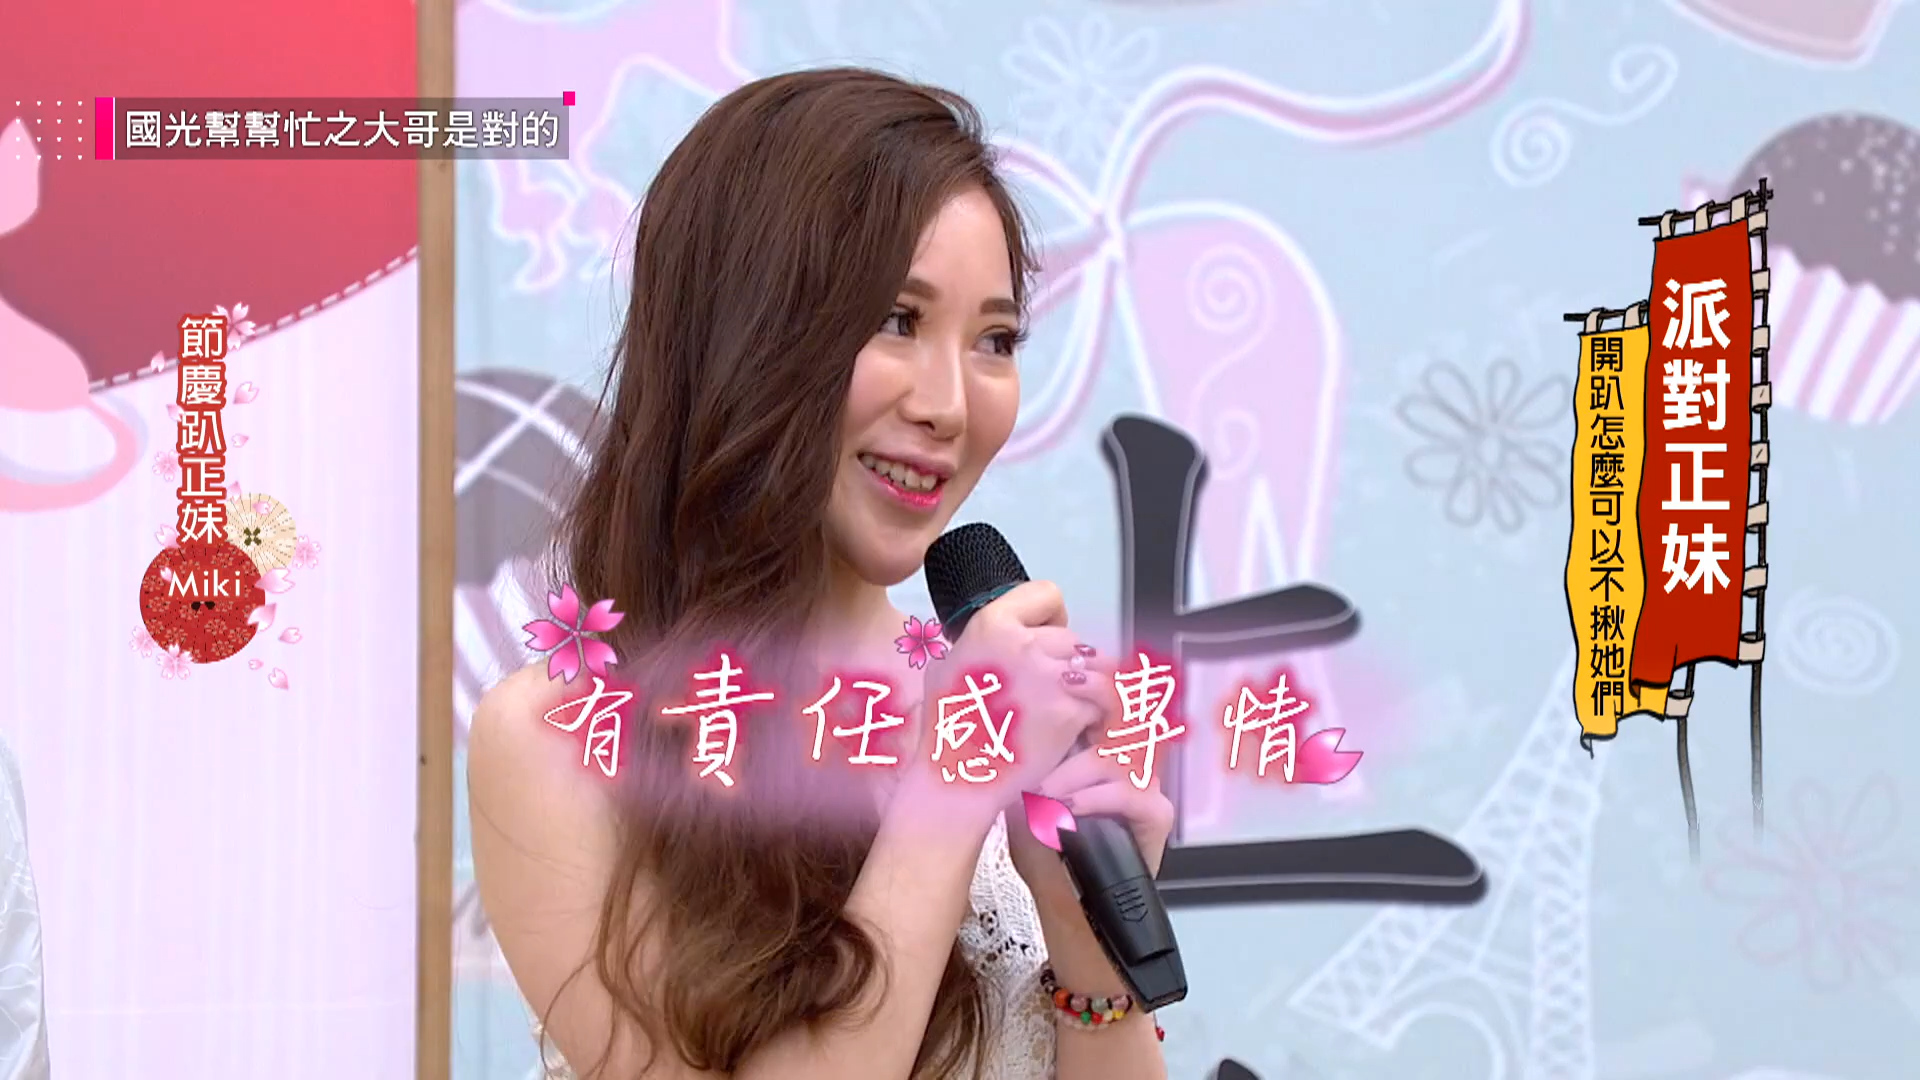 國光幫幫忙之大哥是對的
派對正妹
開趴怎麼可以不揪她們
節慶趴正妹
Miki
上
有責任感 專情